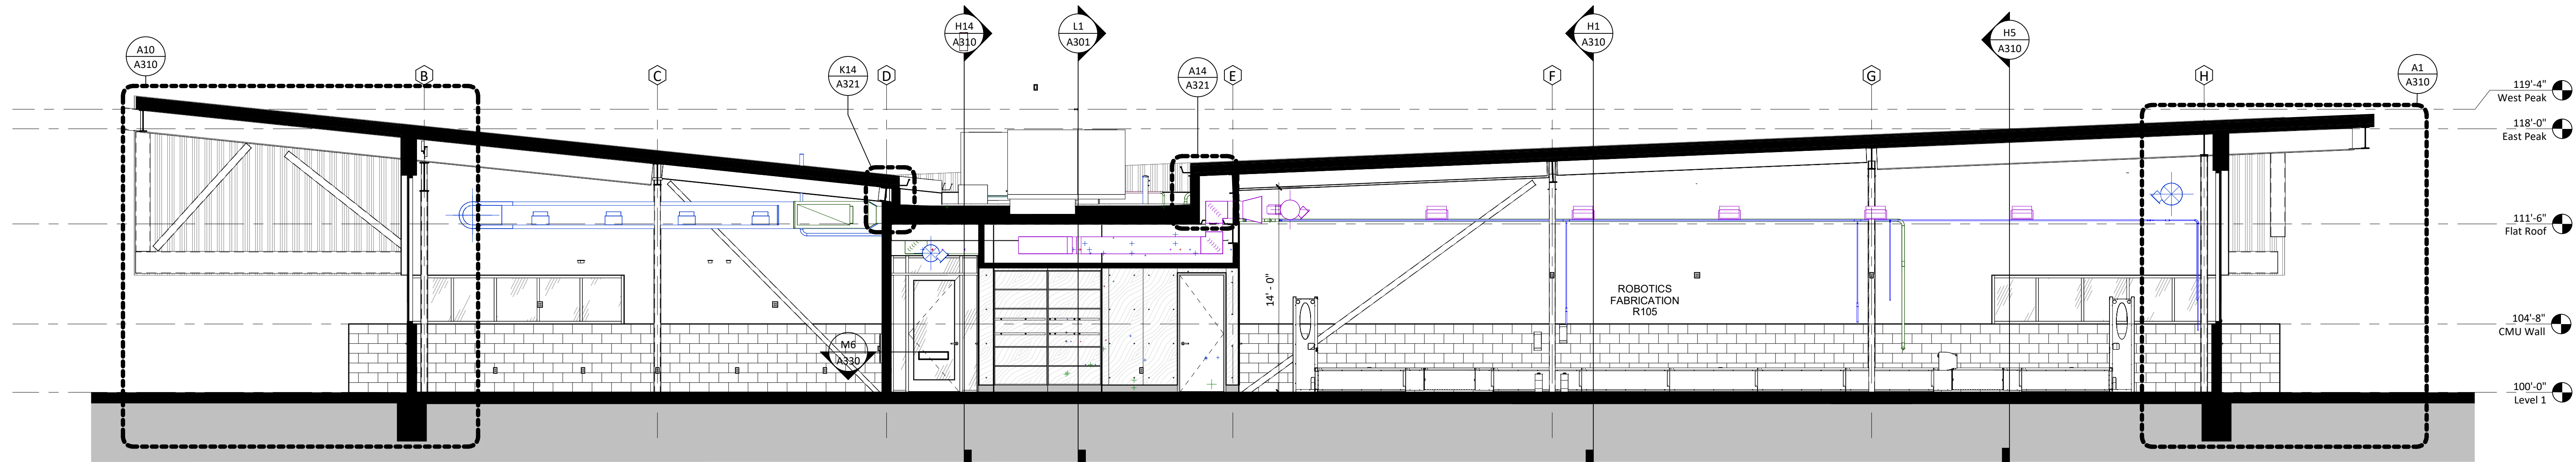 H14
A310
L1
A301
H1
A310
H5
A310
A10
A310
K14
A321
A14
A321
A1
A310
B
C
D
E
F
G
H
119'-4"
West Peak
118'-0"
East Peak
111'-6"
Flat Roof
14' - 0"
ROBOTICS
FABRICATION
R105
104'-8"
CMU Wall
M6
A330
100'-0"
Level 1